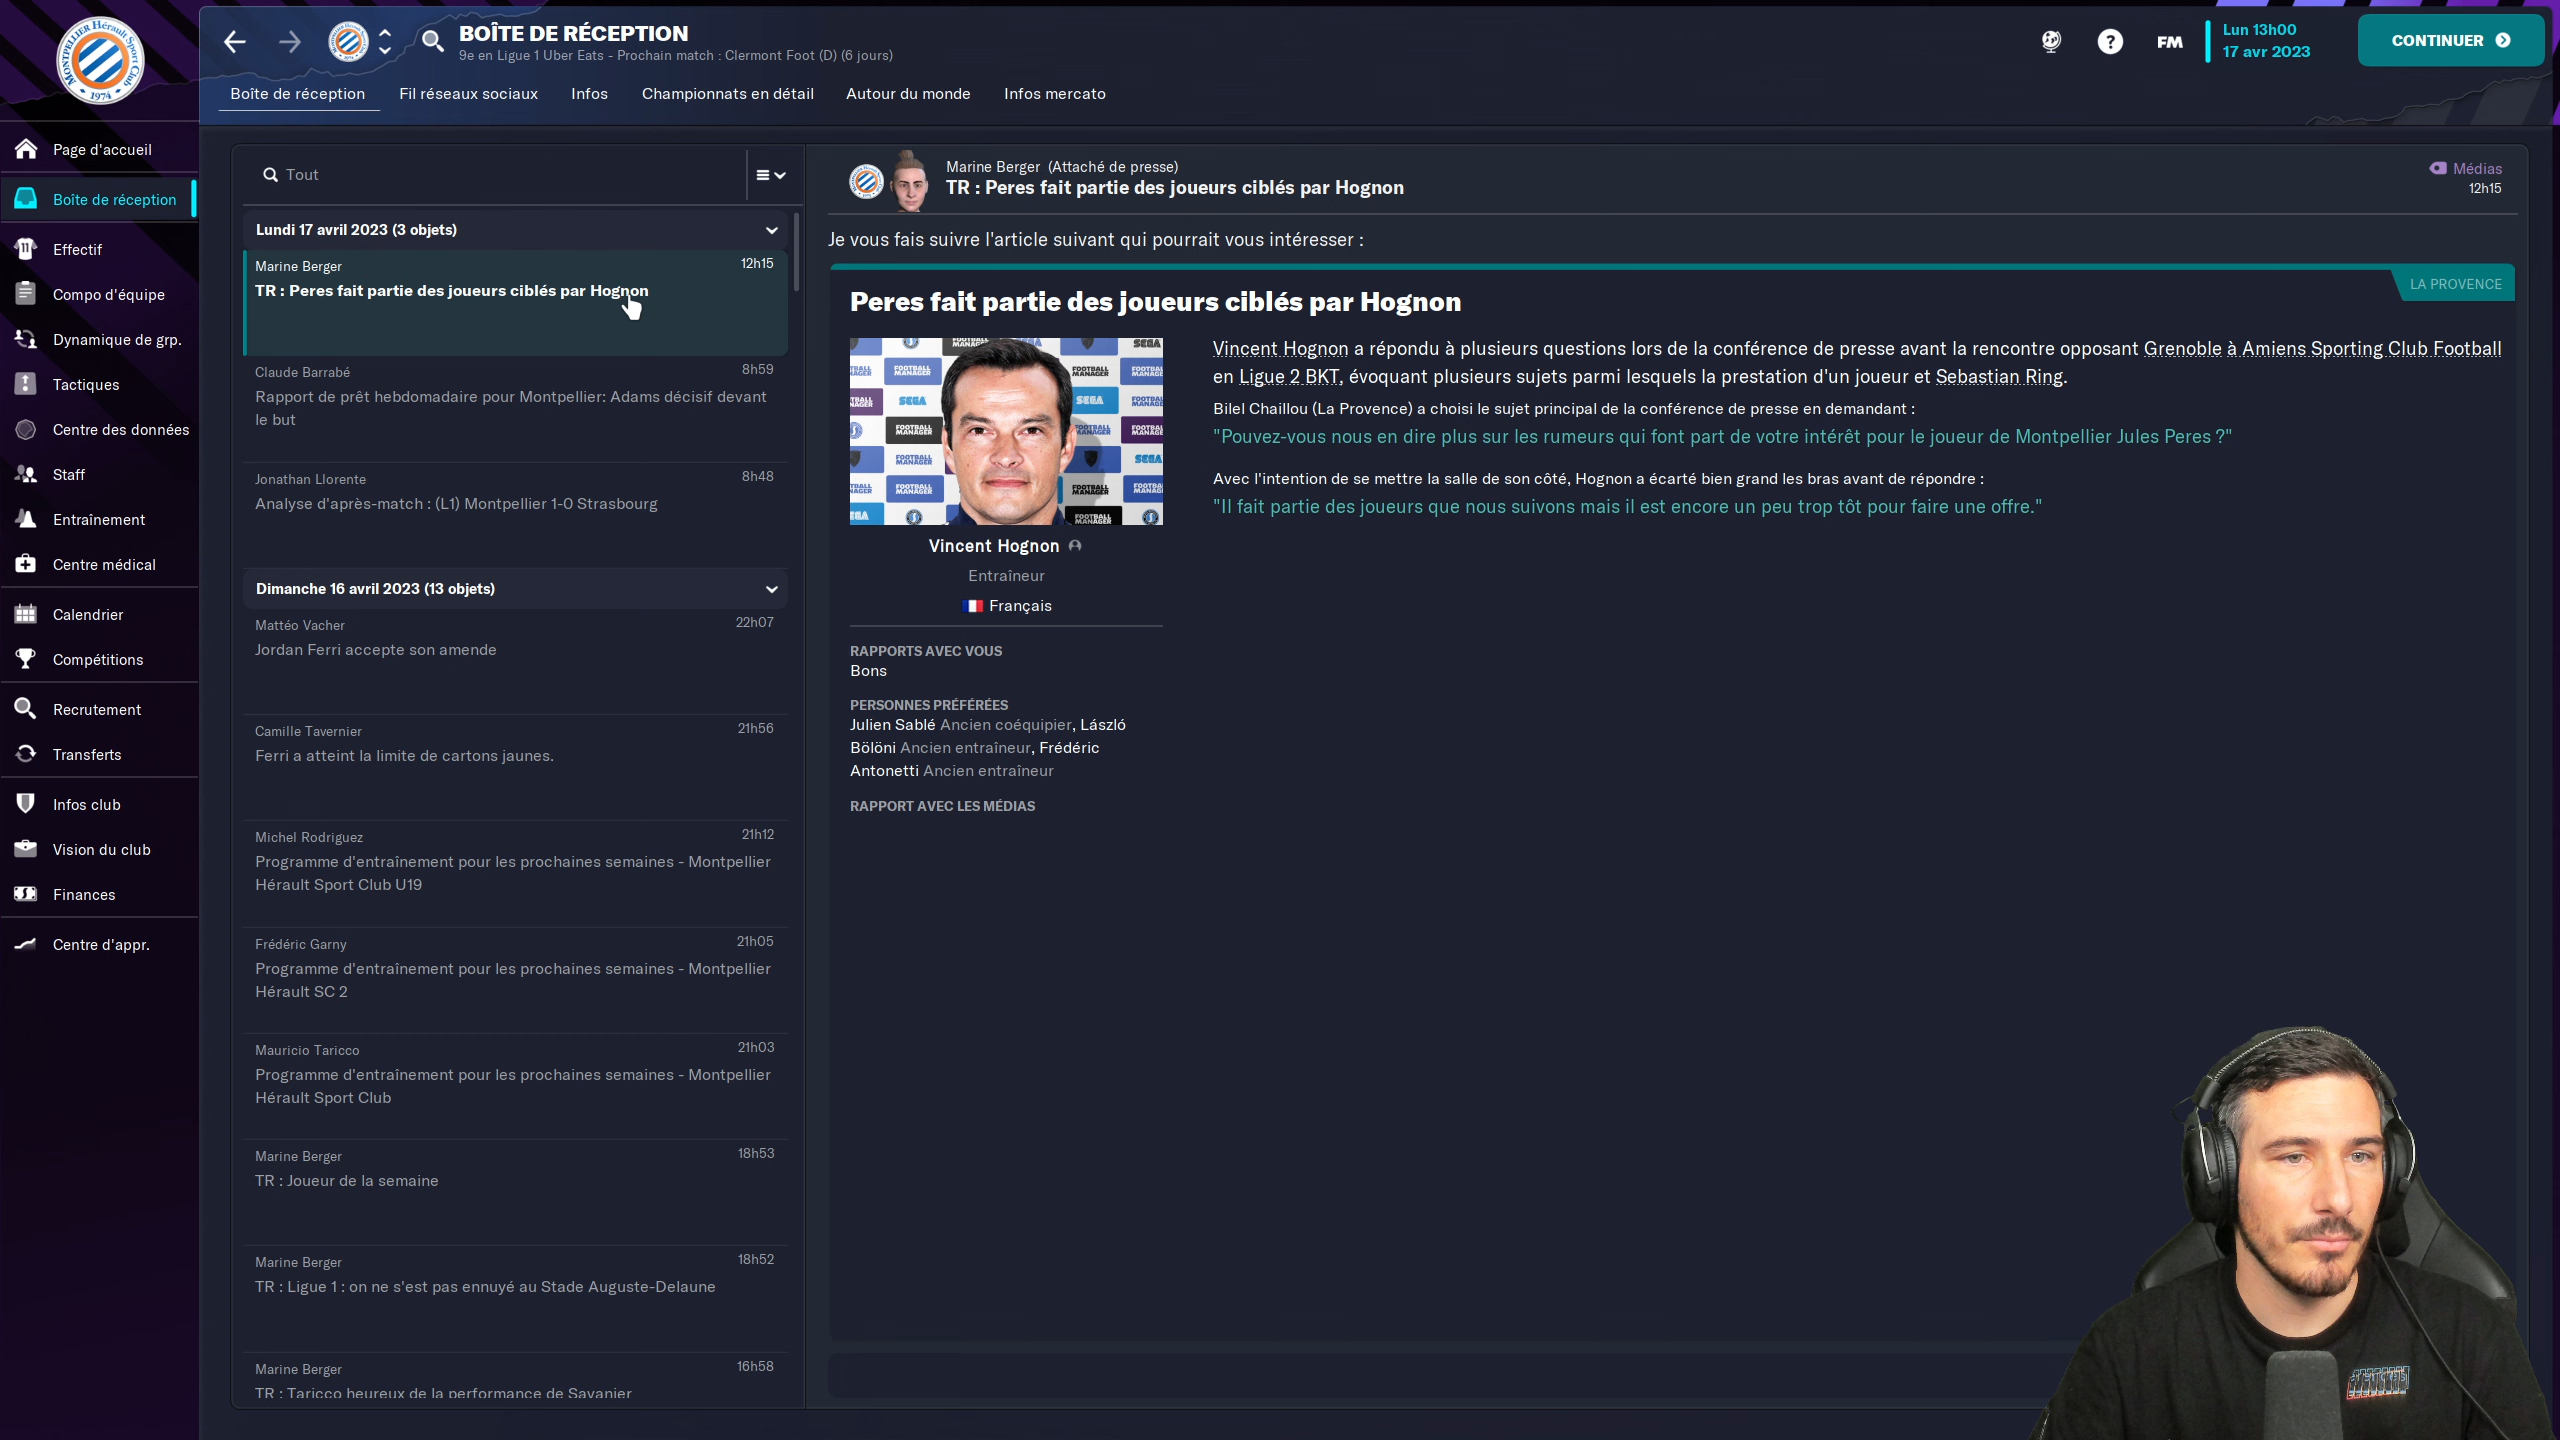 MONTPELLIER Hérault Sport Club
1974
BOÎTE DE RÉCEPTION
9e en Ligue 1 Uber Eats - Prochain match : Clermont Foot (D) (6 jours)
FM
Lun 13h00
17 avr 2023
CONTINUER
Boîte de réception
Fil réseaux sociaux
Infos
Championnats en détail
Autour du monde
Infos mercato
Page d'accueil
Boîte de réception
Effectif
Compo d'équipe
Dynamique de grp.
Tactiques
Centre des données
Staff
Entraînement
Centre médical
Calendrier
Compétitions
Recrutement
Transferts
Infos club
Vision du club
Finances
Centre d'appr.
Tout
Lundi 17 avril 2023 (3 objets)
Marine Berger
12h15
TR : Peres fait partie des joueurs ciblés par Hognon
Claude Barrabé
8h59
Rapport de prêt hebdomadaire pour Montpellier: Adams décisif devant
le but
Jonathan Llorente
8h48
Analyse d'après-match : (L1) Montpellier 1-0 Strasbourg
Dimanche 16 avril 2023 (13 objets)
Mattéo Vacher
22h07
Jordan Ferri accepte son amende
Camille Tavernier
21h56
Ferri a atteint la limite de cartons jaunes.
Michel Rodriguez
21h12
Programme d'entraînement pour les prochaines semaines - Montpellier
Hérault Sport Club U19
Frédéric Garny
21h05
Programme d'entraînement pour les prochaines semaines - Montpellier
Hérault SC 2
Mauricio Taricco
21h03
Programme d'entraînement pour les prochaines semaines - Montpellier
Hérault Sport Club
Marine Berger
18h53
TR : Joueur de la semaine
Marine Berger
18h52
TR : Ligue 1 : on ne s'est pas ennuyé au Stade Auguste-Delaune
Marine Berger
16h58
TR : Taricco heureux de la performance de Savanier
Marine Berger (Attaché de presse)
TR : Peres fait partie des joueurs ciblés par Hognon
Médias
12h15
Je vous fais suivre l'article suivant qui pourrait vous intéresser :
LA PROVENCE
Peres fait partie des joueurs ciblés par Hognon
SEGA
FOOTBALL MANAGER
Vincent Hognon
Entraîneur
Français
RAPPORTS AVEC VOUS
Bons
PERSONNES PRÉFÉRÉES
Julien Sablé Ancien coéquipier, László
Bölöni Ancien entraîneur, Frédéric
Antonetti Ancien entraîneur
RAPPORT AVEC LES MÉDIAS
Vincent Hognon a répondu à plusieurs questions lors de la conférence de presse avant la rencontre opposant Grenoble à Amiens Sporting Club Football
en Ligue 2 BKT, évoquant plusieurs sujets parmi lesquels la prestation d'un joueur et Sebastian Ring.
Bilel Chaillou (La Provence) a choisi le sujet principal de la conférence de presse en demandant :
"Pouvez-vous nous en dire plus sur les rumeurs qui font part de votre intérêt pour le joueur de Montpellier Jules Peres ?"
Avec l'intention de se mettre la salle de son côté, Hognon a écarté bien grand les bras avant de répondre :
"Il fait partie des joueurs que nous suivons mais il est encore un peu trop tôt pour faire une offre."